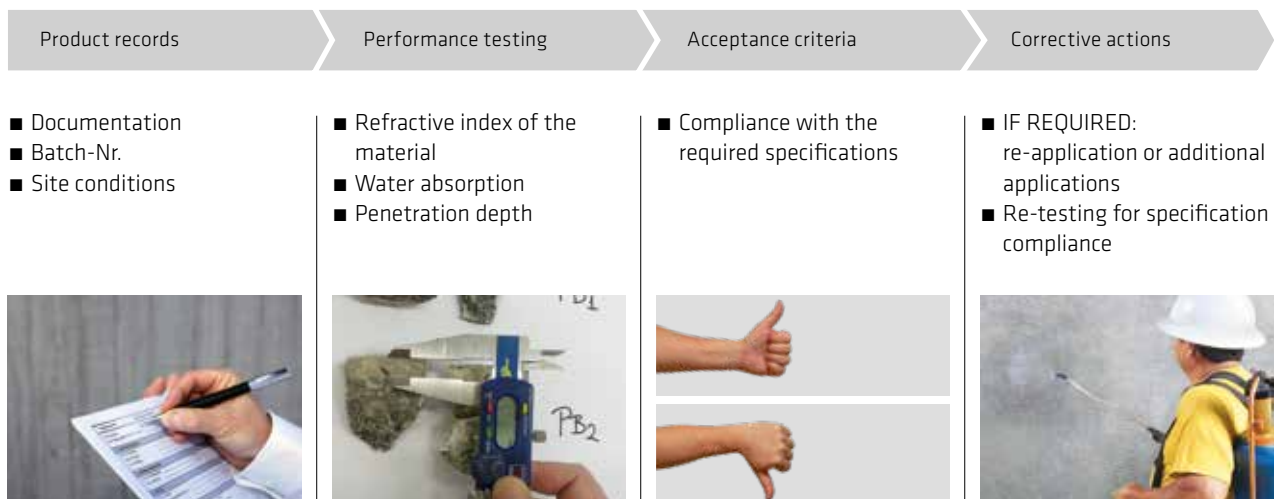 Product records
Performance testing
Acceptance criteria
Corrective actions
■ Documentation
■ Batch-Nr.
■ Site conditions
■ Refractive index of the
material
■ Water absorption
■ Penetration depth
■ Compliance with the
required specifications
■ IF REQUIRED:
re-application or additional
applications
■ Re-testing for specification
compliance
PB1
PB2